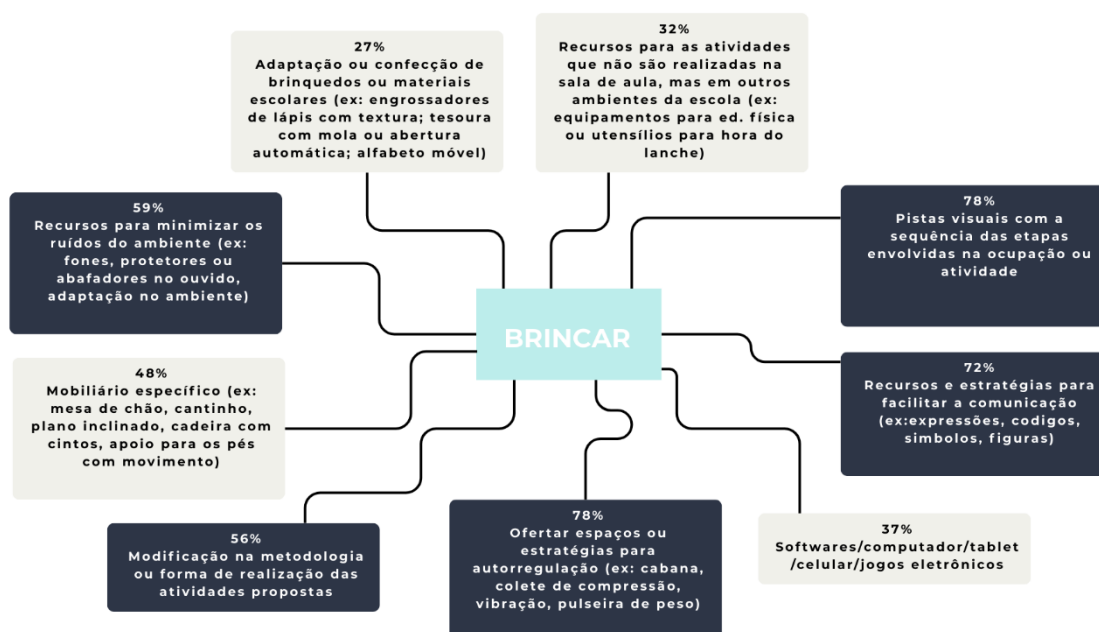 27%
Adaptação ou confecção de
brinquedos ou materiais
escolares (ex: engrossadores
de lápis com textura; tesoura
com mola ou abertura
automática; alfabeto móvel)
32%
Recursos para as atividades
que não são realizadas na
sala de aula, mas em outros
ambientes da escola (ex:
equipamentos para ed. física
ou utensílios para hora do
lanche)
59%
Recursos para minimizar os
ruídos do ambiente (ex:
fones, protetores ou
abafadores no ouvido,
adaptação no ambiente)
78%
Pistas visuais com a
sequência das etapas
envolvidas na ocupação ou
atividade
BRINCAR
48%
Mobiliário específico (ex:
mesa de chão, cantinho,
plano inclinado, cadeira com
cintos, apoio para os pés
com movimento)
72%
Recursos e estratégias para
facilitar a comunicação
(ex:expressões, codigos,
simbolos, figuras)
56%
Modificação na metodologia
ou forma de realização das
atividades propostas
78%
Ofertar espaços ou
estratégias para
autorregulação (ex: cabana,
colete de compressão,
vibração, pulseira de peso)
37%
Softwares/computador/tablet
/celular/jogos eletrônicos